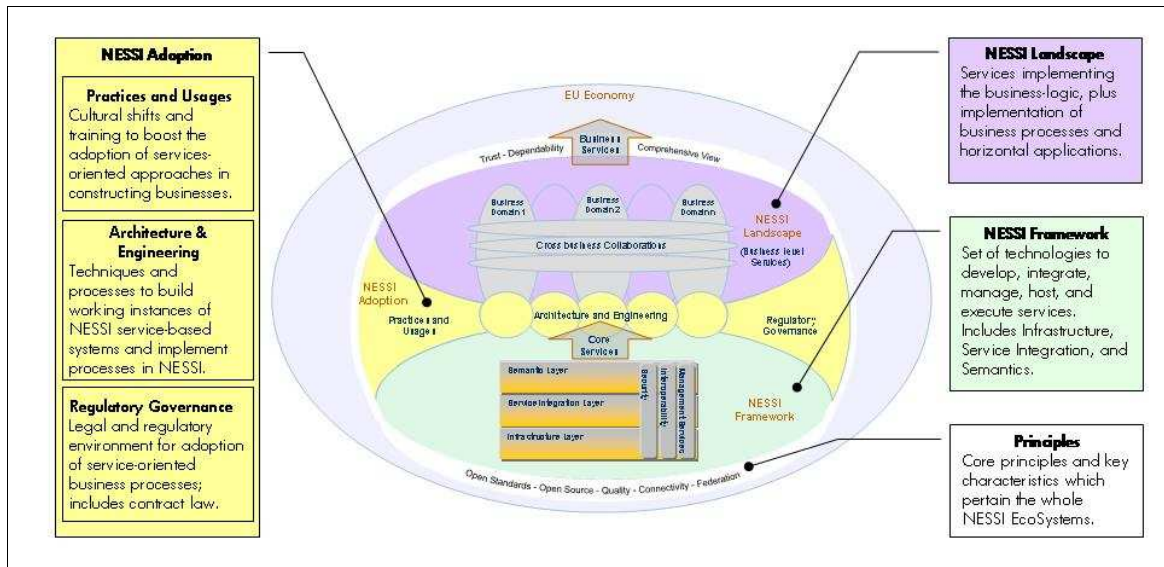 NESSI Adoption
Practices and Usages
Cultural shifts and
training to boost the
adoption of services-
oriented approaches in
constructing businesses.
Architecture &
Engineering
Techniques and
processes to build
working instances of
NESSI service-based
systems and implement
processes in NESSI.
Regulatory Governance
Legal and regulatory
environment for adoption
of service-oriented
business processes;
includes contract law.
EU Economy
Business
Services
Trust - Dependability
Comprehensive View
Business
Domain 1
Business
Domain 2
Business
Domain n
Cross business Collaborations
NESSI
Landscape
(Business level
Services)
NESSI
Adoption
Practices and
Usages
Architecture and Engineering
Regulatory
Governance
Core
Services
Semantic Layer
Service Integration Layer
Infrastructure Layer
Security
Interoperability
Management Services
NESSI
Framework
Open Standards - Open Source - Quality - Connectivity - Federation
NESSI Landscape
Services implementing
the business-logic, plus
implementation of
business processes and
horizontal applications.
NESSI Framework
Set of technologies to
develop, integrate,
manage, host, and
execute services.
Includes Infrastructure,
Service Integration, and
Semantics.
Principles
Core principles and key
characteristics which
pertain the whole
NESSI EcoSystems.